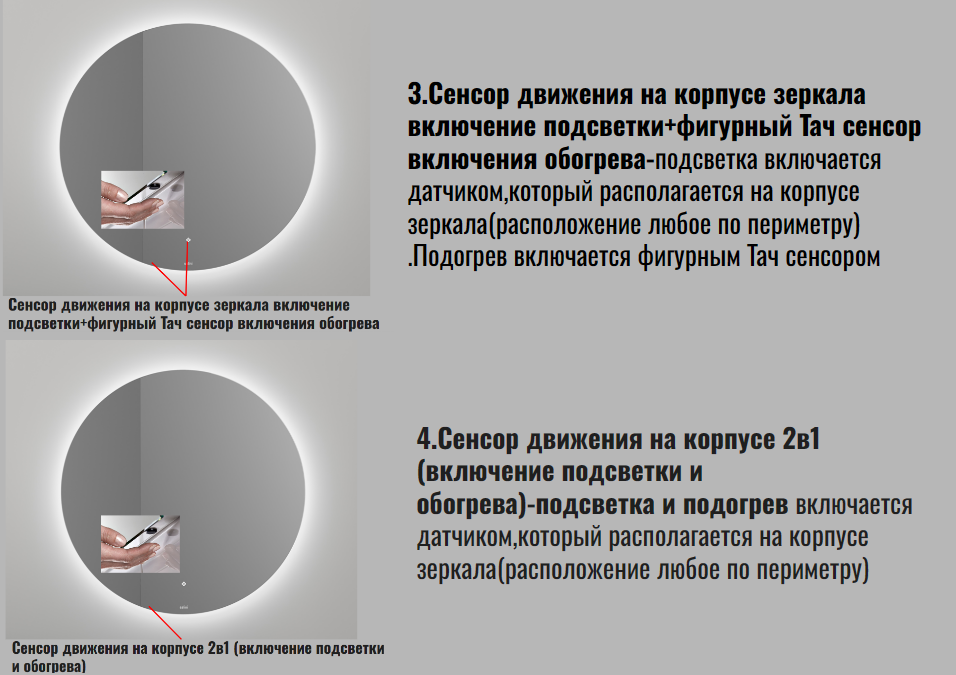 3.Сенсор движения на корпусе зеркала
включение подсветки+фигурный Тач сенсор
включения обогрева-подсветка включается
датчиком,который располагается на корпусе
зеркала(расположение любое по периметру)
.Подогрев включается фигурным Тач сенсором
Сенсор движения на корпусе зеркала включение
подсветки+фигурный Тач сенсор включения обогрева
4.Сенсор движения на корпусе 2в1
(включение подсветки и
обогрева)-подсветка и подогрев включается
датчиком,который располагается на корпусе
зеркала(расположение любое по периметру)
Сенсор движения на корпусе 2в1 (включение подсветки
и обогрева)